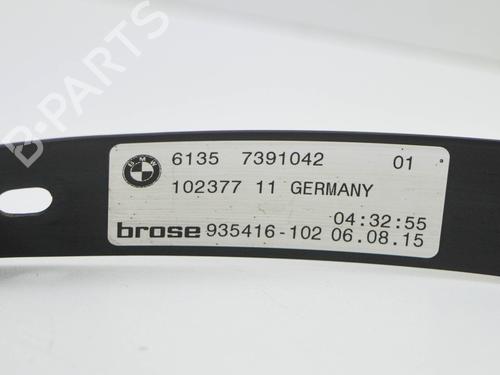 BMW
6135 7391042 01
102377 11 GERMANY
04:32:55
brose 935416-102 06.08.15
B-PARTS